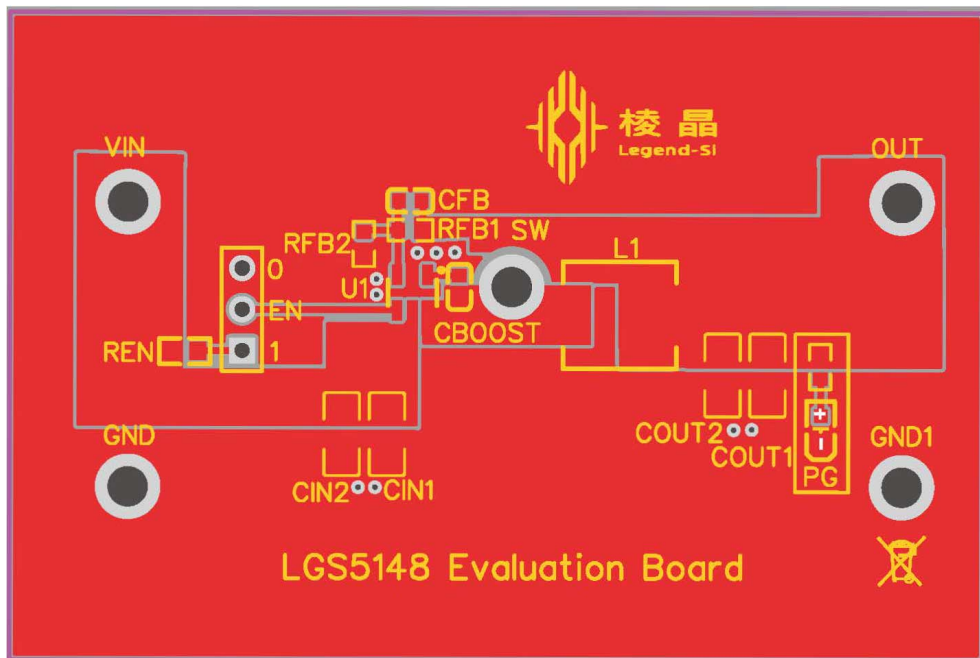 棱晶
Legend-Si
VIN
OUT
CFB
RFB1 SW
RFB2
L1
0
U1
EN
CBOOST
REN
1
GND
COUT2
COUT1
GND1
+
-
PG
CIN2
CIN1
LGS5148 Evaluation Board